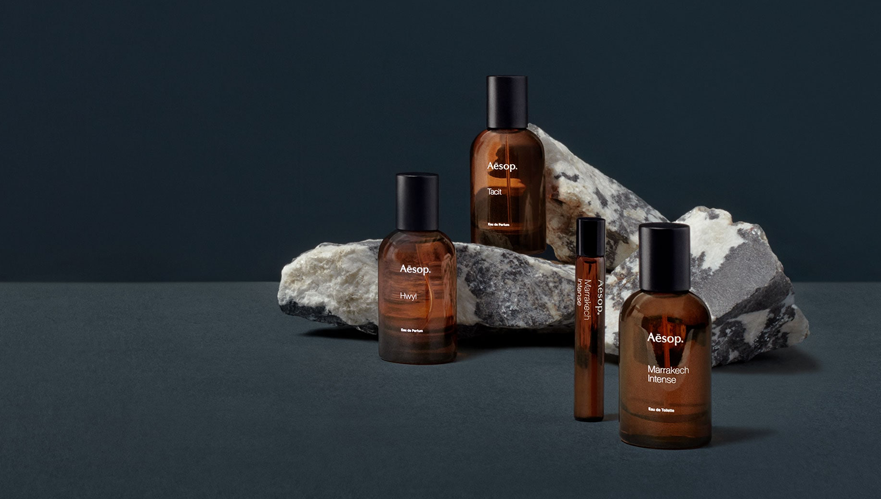 Aēsop.
Tacit
Eau de Parfum
Aēsop.
Hwyl
Eau de Parfum
Aēsop.
Marrakech
Intense
Aēsop.
Marrakech
Intense
Eau de Toilette